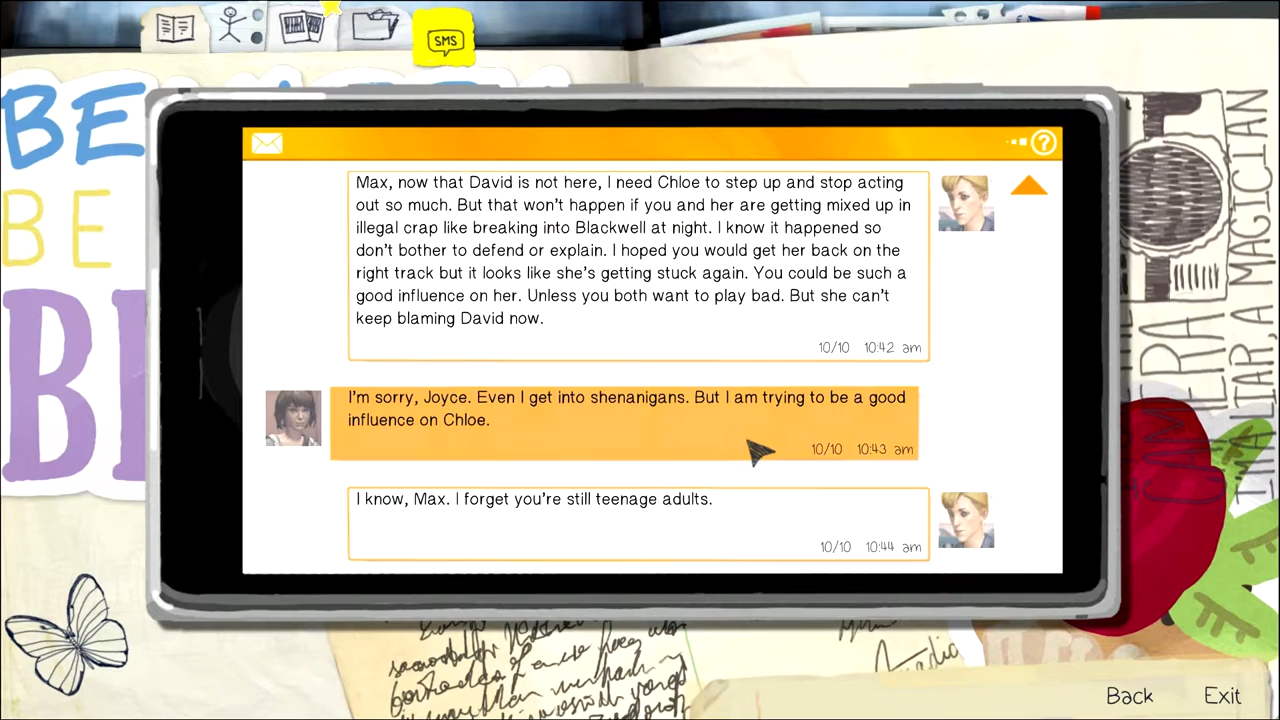 SMS
BE
BE
Max, now that David is not here, I need Chloe to step up and stop acting
out so much. But that won't happen if you and her are getting mixed up in
illegal crap like breaking into Blackwell at night. I know it happened so
don't bother to defend or explain. I hoped you would get her back on the
right track but it looks like she's getting stuck again. You could be such a
good influence on her. Unless you both want to play bad. But she can't
keep blaming David now.
10/10 10:42 am
I'm sorry, Joyce. Even I get into shenanigans. But I am trying to be a good
influence on Chloe.
10/10 10:43 am
I know, Max. I forget you're still teenage adults.
10/10 10:44 am
CAMERA
LIAR, A MAGICIAN
Back Exit